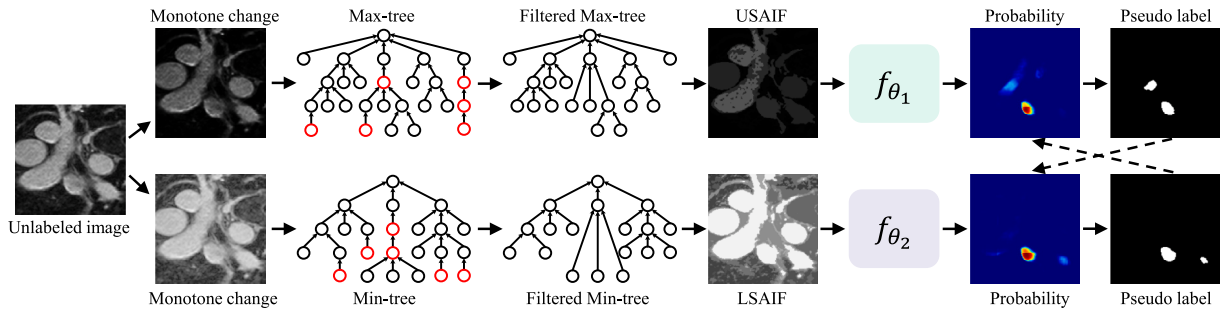 Monotone change
Max-tree
Filtered Max-tree
USAIF
Probability
Pseudo label
fθ1
Unlabeled image
fθ2
Monotone change
Min-tree
Filtered Min-tree
LSAIF
Probability
Pseudo label